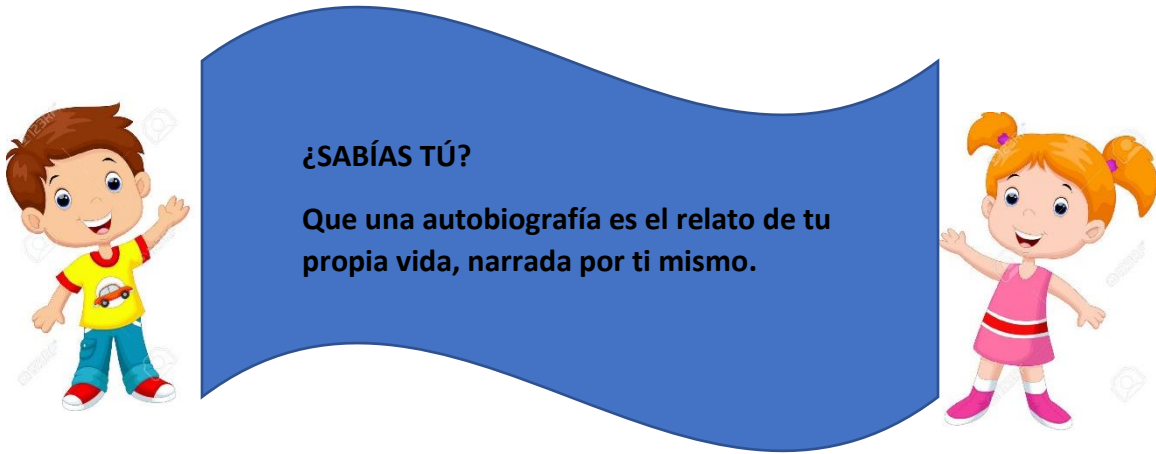 ¿SABÍAS TÚ?
Que una autobiografía es el relato de tu
propia vida, narrada por ti mismo.